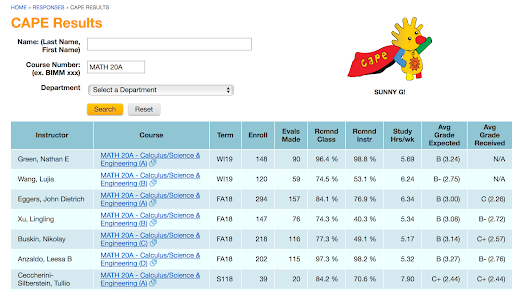 HOME » RESPONSES » CAPE RESULTS
CAPE Results
Name: (Last Name, First Name)
Course Number: (ex. BIMM xxx) MATH 20A
Department Select a Department
Search Reset
CAPE
SUNNY G!
Instructor Course Term Enroll Evals Made Rcmnd Class Rcmnd Instr Study Hrs/wk Avg Grade Expected Avg Grade Received
Green, Nathan E MATH 20A - Calculus/Science & Engineering (A) WI19 148 90 96.4 % 98.8 % 5.69 B (3.24) N/A
Wang, Lujia MATH 20A - Calculus/Science & Engineering (B) WI19 120 59 74.5 % 53.1 % 6.24 B- (2.75) N/A
Eggers, John Dietrich MATH 20A - Calculus/Science & Engineering (A) FA18 294 157 84.1 % 76.9 % 6.34 B (3.00) C (2.26)
Xu, Lingling MATH 20A - Calculus/Science & Engineering (B) FA18 147 76 74.3 % 40.3 % 5.34 B (3.08) B- (2.72)
Buskin, Nikolay MATH 20A - Calculus/Science & Engineering (C) FA18 218 116 77.3 % 49.1 % 5.17 B (3.14) C+ (2.57)
Anzaldo, Leesa B MATH 20A - Calculus/Science & Engineering (D) FA18 202 115 97.3 % 98.2 % 5.32 B (3.27) B- (2.76)
Ceccherini-Silberstein, Tullio MATH 20A - Calculus/Science & Engineering (A) S118 39 20 84.2 % 70.6 % 7.90 C+ (2.44) C+ (2.44)